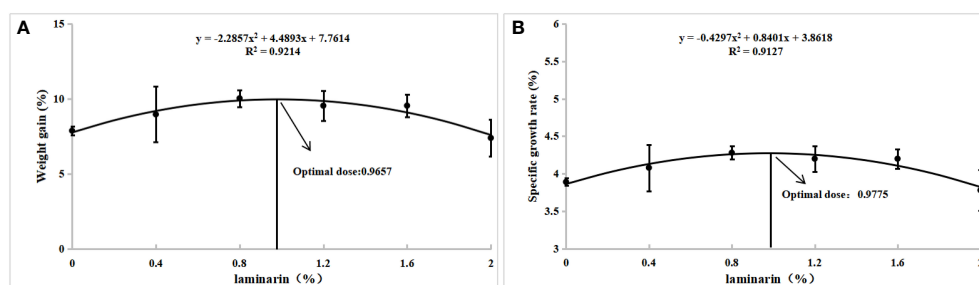 A
y = -2.2857x² + 4.4893x + 7.7614
R² = 0.9214
Weight gain (%)
15
10
5
0
Optimal dose:0.9657
0 0.4 0.8 1.2 1.6 2
laminarin（%）
B
y = -0.4297x² + 0.8401x + 3.8618
R² = 0.9127
Specific growth rate (%)
6
5.5
5
4.5
4
3.5
3
Optimal dose：0.9775
0 0.4 0.8 1.2 1.6
laminarin（%）